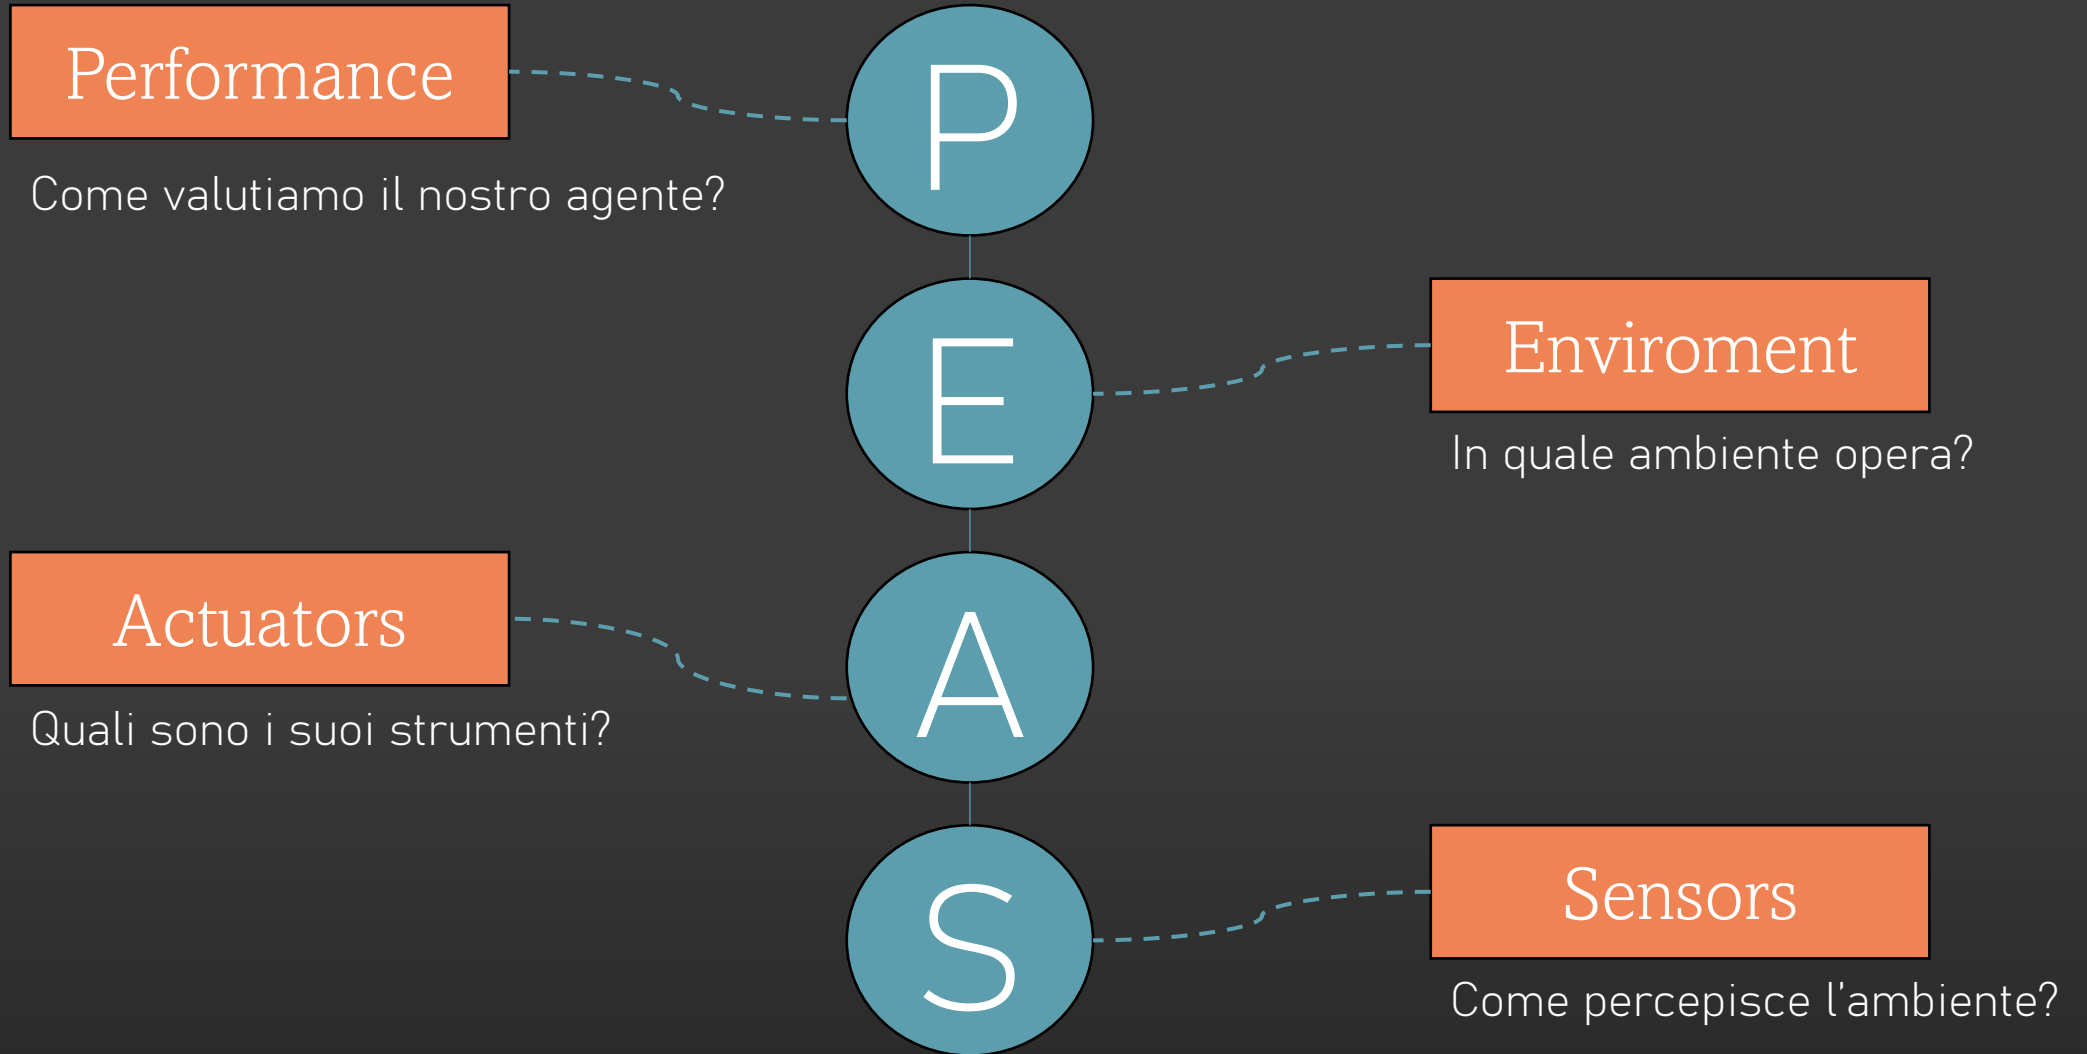 Performance
P
Come valutiamo il nostro agente?
E
Enviroment
In quale ambiente opera?
Actuators
A
Quali sono i suoi strumenti?
S
Sensors
Come percepisce l'ambiente?